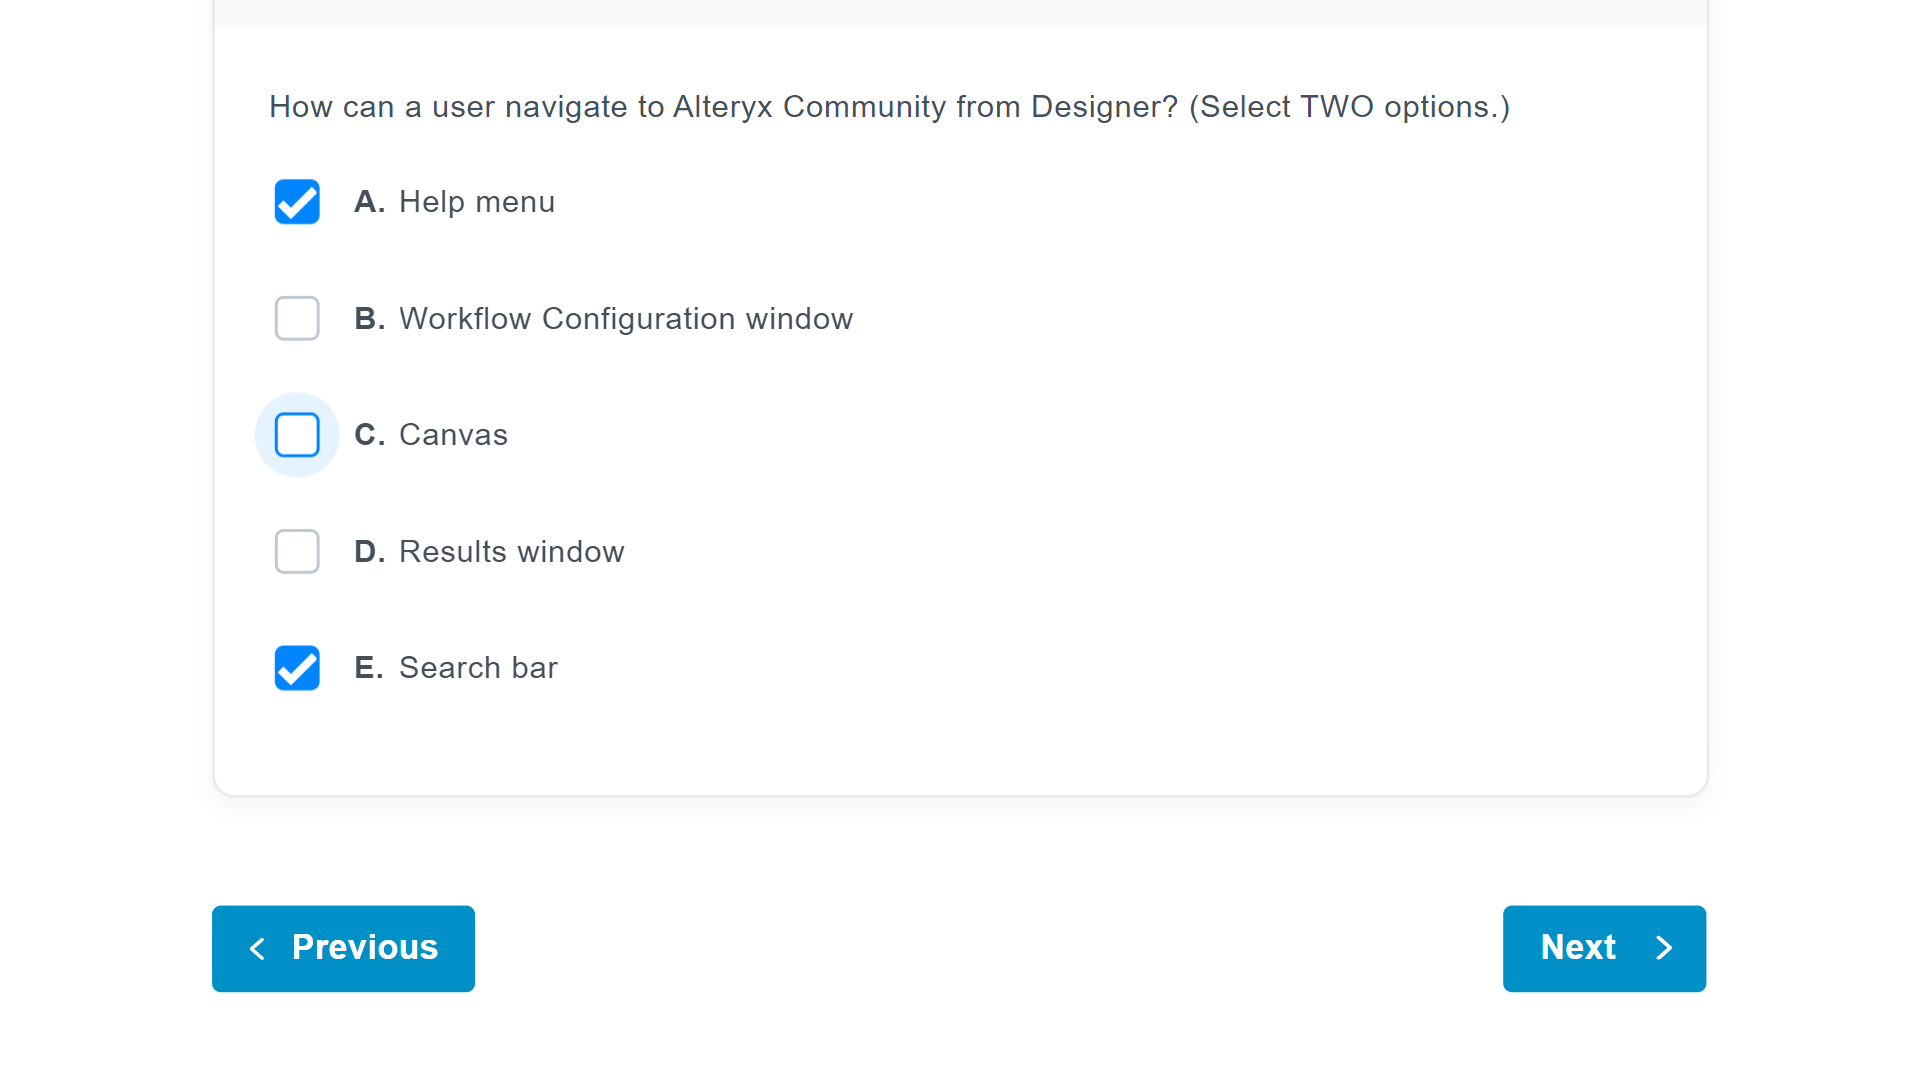 How can a user navigate to Alteryx Community from Designer? (Select TWO options.)
A. Help menu
B. Workflow Configuration window
C. Canvas
D. Results window
E. Search bar
Previous
Next